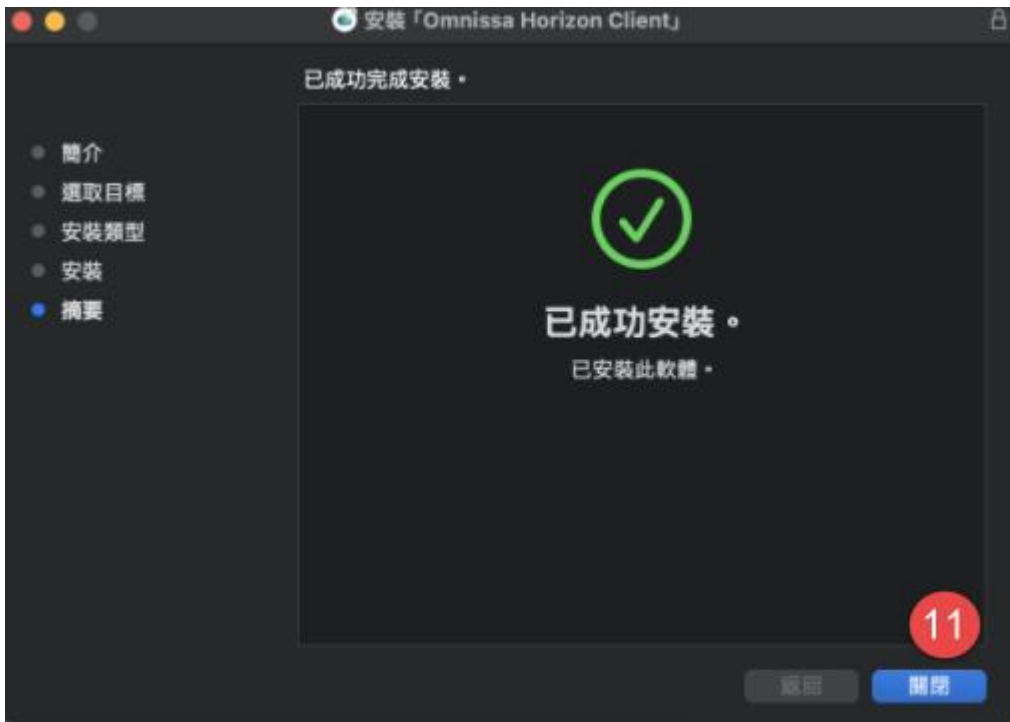 安裝「Omnissa Horizon Client」
已成功完成安裝。
簡介
選取目標
安裝類型
安裝
摘要
已成功安裝。
已安裝此軟體。
11
返回
關閉